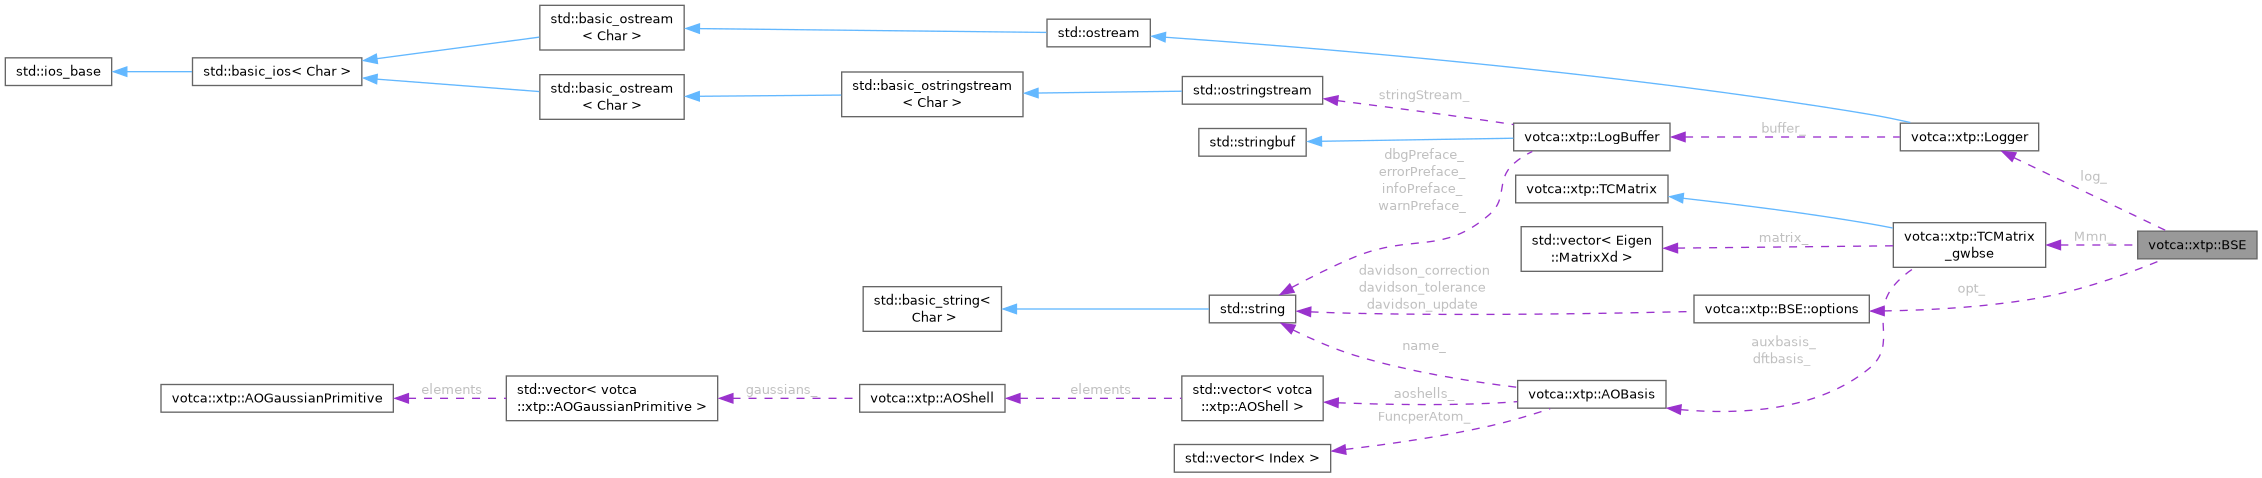 std::basic_ostream
< Char >
std::ostream
std::ios_base
std::basic_ios< Char >
std::basic_ostream
< Char >
std::basic_ostringstream
< Char >
std::ostringstream
stringStream_
std::stringbuf
votca::xtp::LogBuffer
buffer_
votca::xtp::Logger
dbgPreface_
errorPreface_
infoPreface_
warnPreface_
votca::xtp::TCMatrix
log_
std::vector< Eigen
::MatrixXd >
matrix_
votca::xtp::TCMatrix
_gwbse
Mmn_
votca::xtp::BSE
std::basic_string<
Char >
std::string
davidson_correction
davidson_tolerance
davidson_update
votca::xtp::BSE::options
opt_
name_
auxbasis_
dftbasis_
votca::xtp::AOGaussianPrimitive
elements
std::vector< votca
::xtp::AOGaussianPrimitive >
gaussians_
votca::xtp::AOShell
elements
std::vector< votca
::xtp::AOShell >
aoshells_
votca::xtp::AOBasis
FuncperAtom_
std::vector< Index >